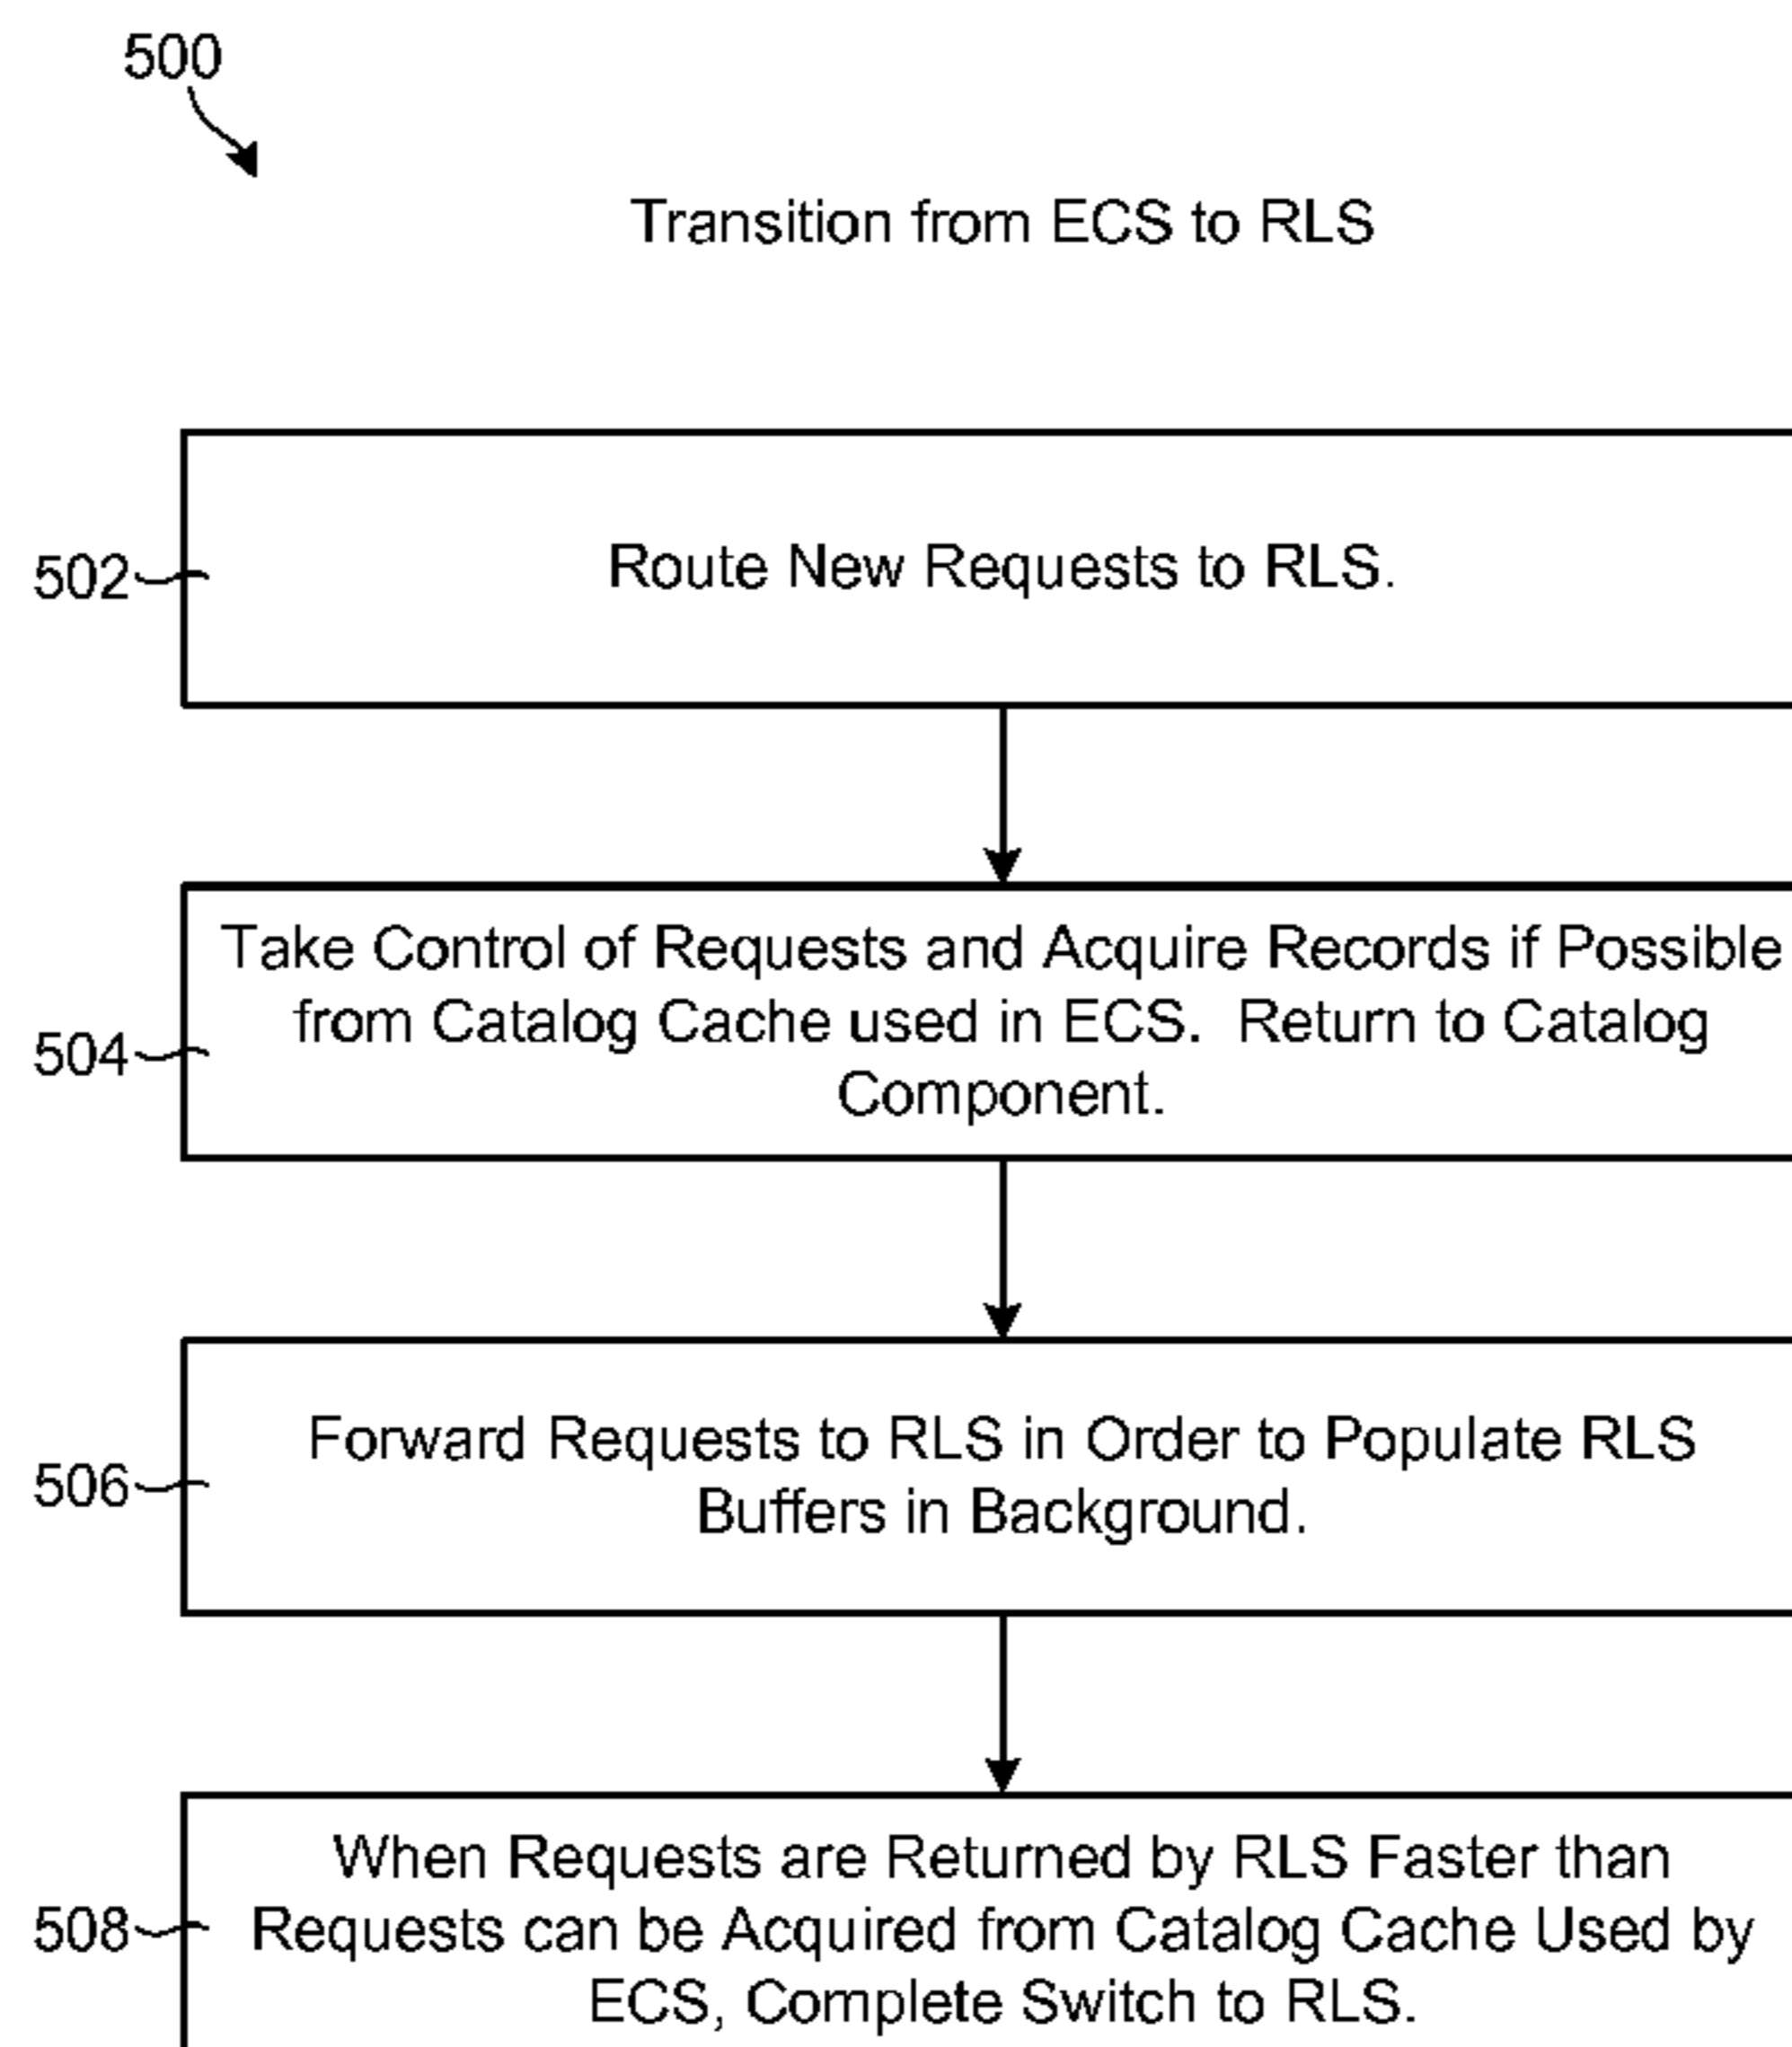 500
Transition from ECS to RLS
502
Route New Requests to RLS.
Take Control of Requests and Acquire Records if Possible
from Catalog Cache used in ECS. Return to Catalog
504
Component.
Forward Requests to RLS in Order to Populate RLS
506
Buffers in Background.
When Requests are Returned by RLS Faster than
508
Requests can be Acquired from Catalog Cache Used by
ECS, Complete Switch to RLS.